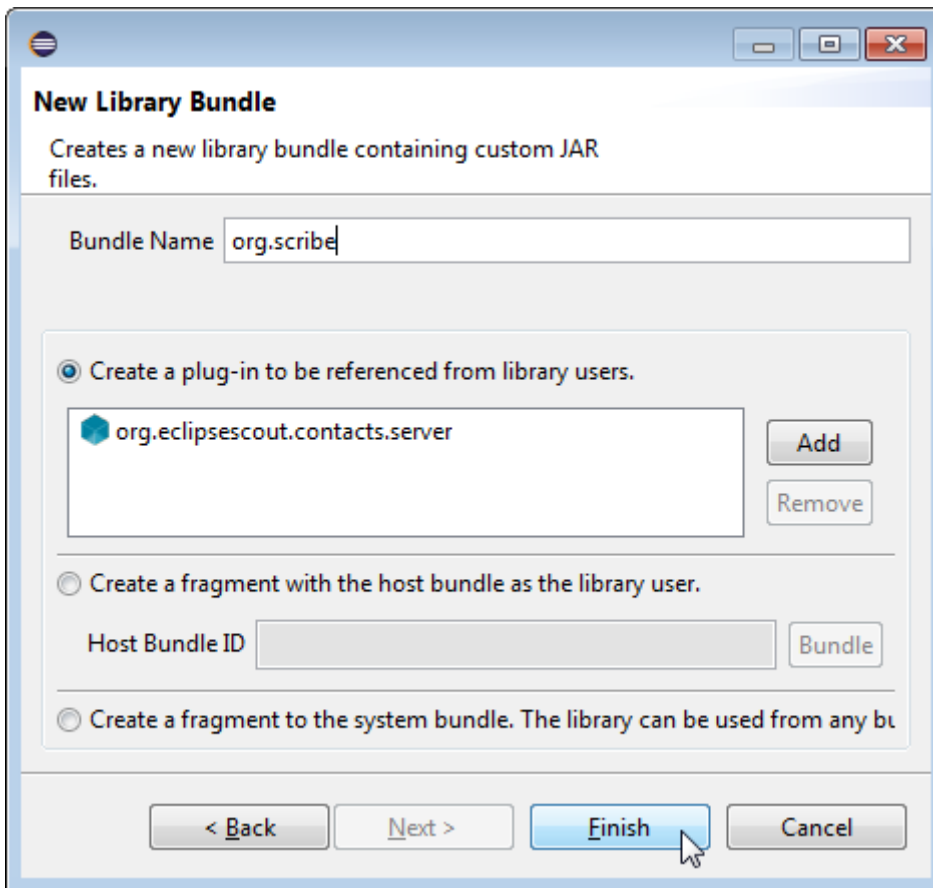 New Library Bundle
Creates a new library bundle containing custom JAR
files.
Bundle Name org.scribe
Create a plug-in to be referenced from library users.
org.eclipsescout.contacts.server
Add
Remove
Create a fragment with the host bundle as the library user.
Host Bundle ID Bundle
Create a fragment to the system bundle. The library can be used from any bu
< Back Next > Finish Cancel